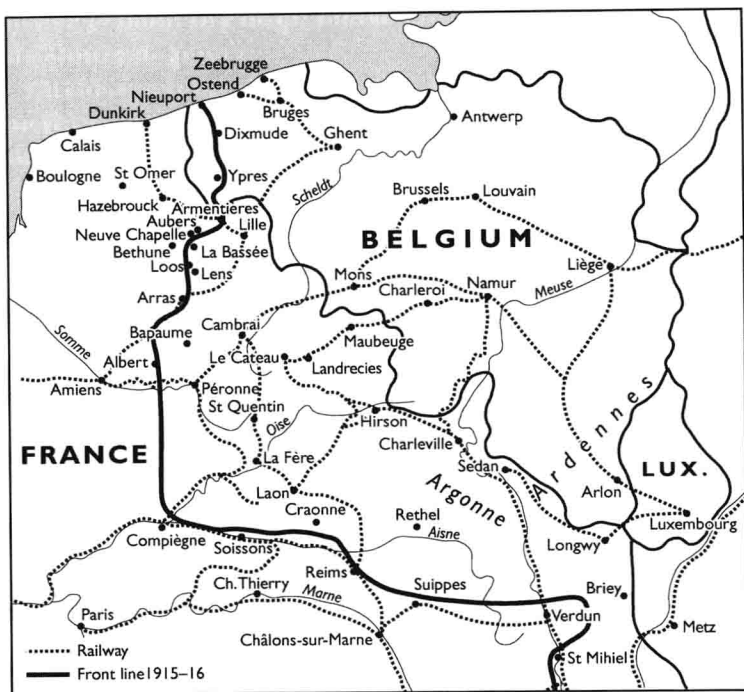 Zeebrugge
Ostend
Nieuport
Dunkirk
Bruges
Antwerp
Calais
Dixmude
Ghent
Boulogne
St Omer
Ypres
Scheldt
Brussels
Louvain
Hazebrouck
Armentieres
Aubers
Lille
Neuve Chapelle
BELGIUM
Bethune
La Bassée
Loos
Lens
Liège
Mons
Namur
Meuse
Charleroi
Arras
Somme
Bapaume
Cambrai
Maubeuge
Albert
Le Cateau
Landrecies
Amiens
Péronne
St Quentin
Oise
Hirson
Ardennes
FRANCE
Charleville
La Fère
Sedan
LUX.
Laon
Argonne
Arlon
Craonne
Rethel
Luxembourg
Compiègne
Aisne
Soissons
Longwy
Reims
Ch. Thierry
Suippes
Briey
Marne
Paris
Verdun
Metz
Châlons-sur-Marne
Railway
St Mihiel
Front line 1915–16